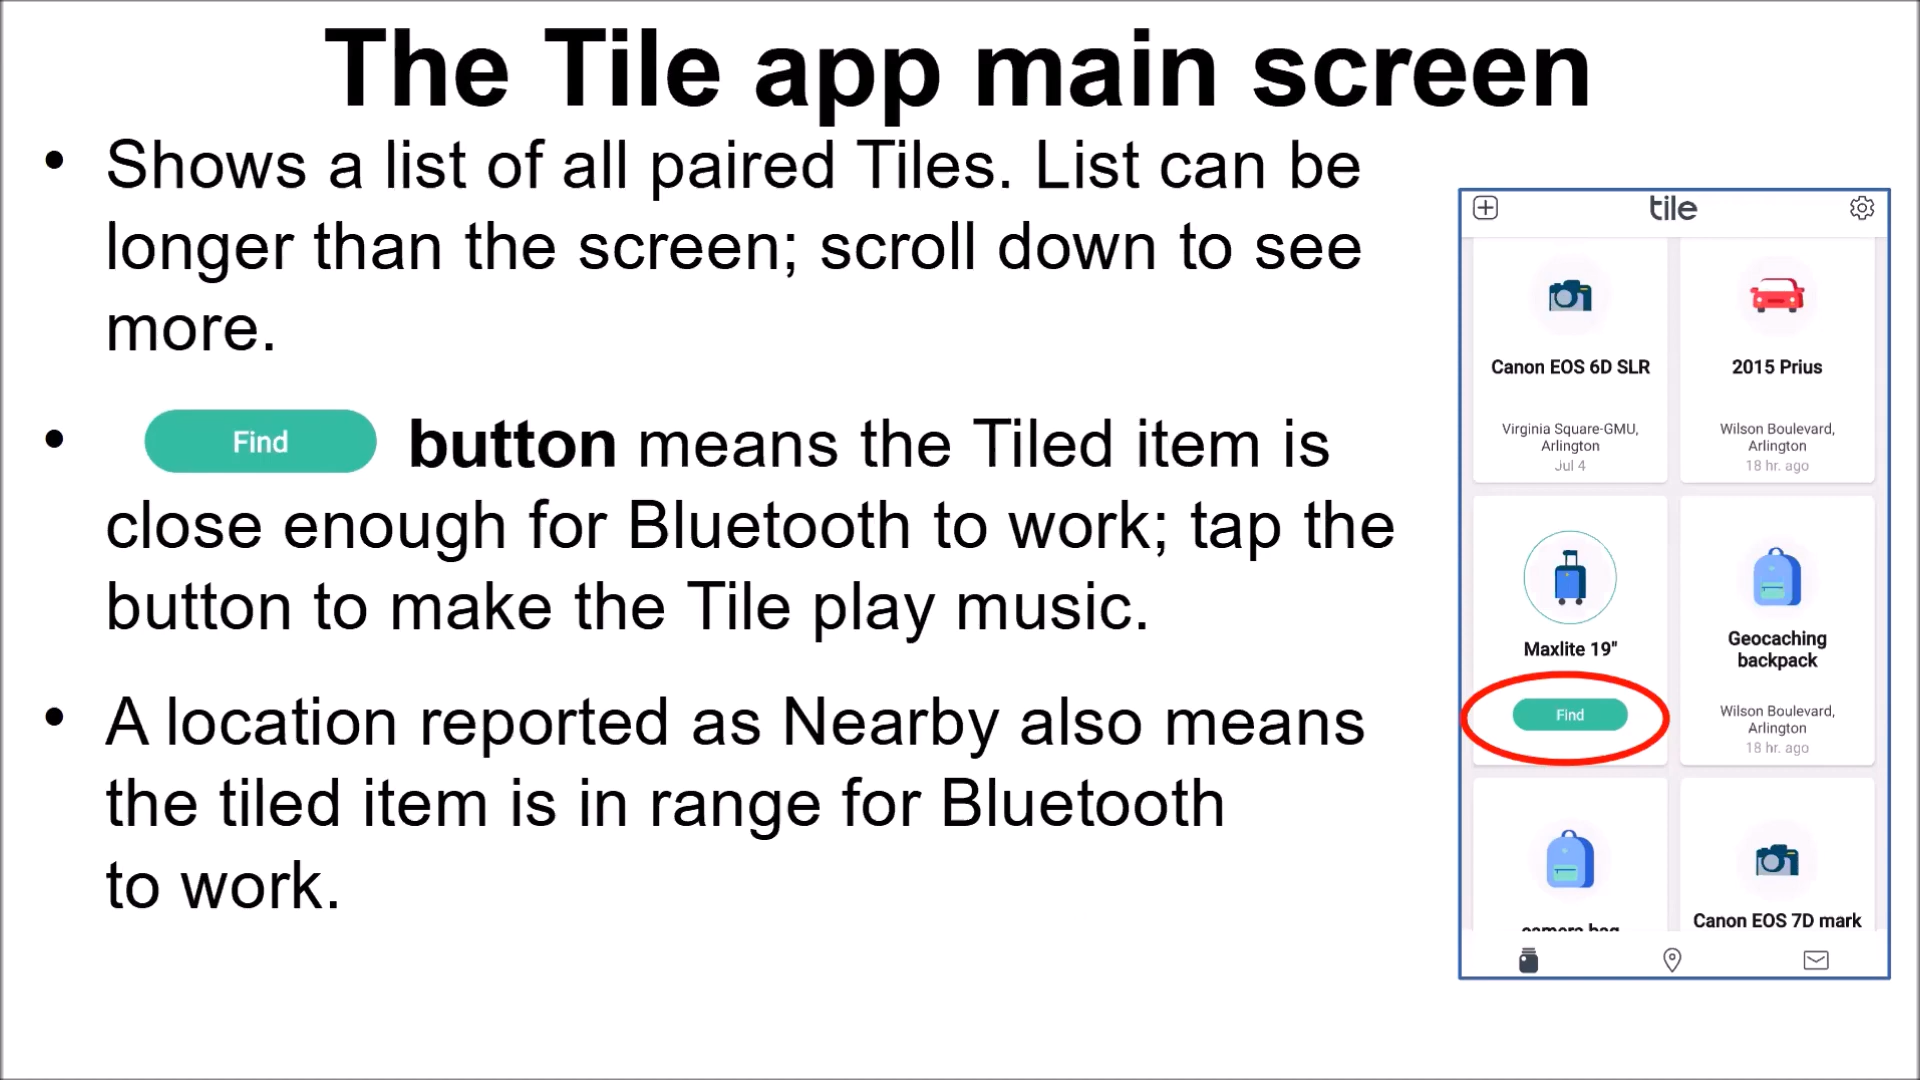 The Tile app main screen
• Shows a list of all paired Tiles. List can be
longer than the screen; scroll down to see
more.
• Find button means the Tiled item is
close enough for Bluetooth to work; tap the
button to make the Tile play music.
• A location reported as Nearby also means
the tiled item is in range for Bluetooth
to work.
tile
Canon EOS 6D SLR
Virginia Square-GMU,
Arlington
Jul 4
2015 Prius
Wilson Boulevard,
Arlington
18 hr. ago
Maxlite 19"
Find
Geocaching
backpack
Wilson Boulevard,
Arlington
18 hr. ago
camera bag
Canon EOS 7D mark